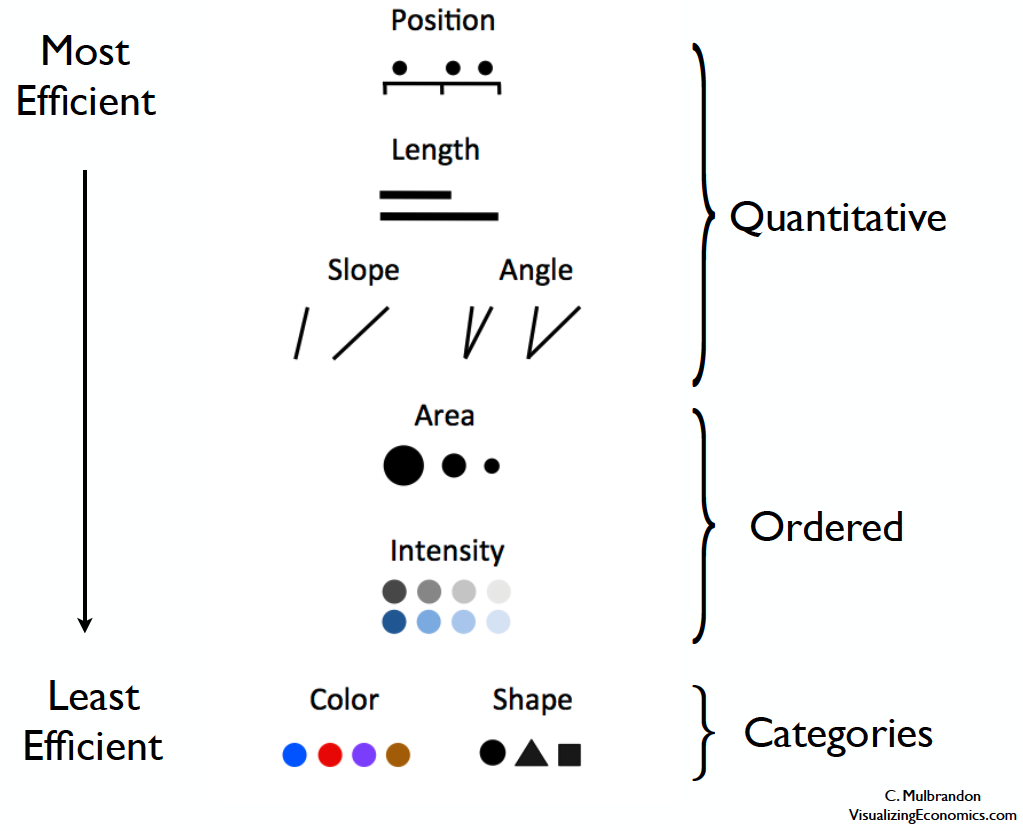 Most
Efficient
Position
Length
Slope
Angle
Quantitative
Area
Intensity
Ordered
Least
Efficient
Color
Shape
Categories
C. Mulbrandon
VisualizingEconomics.com